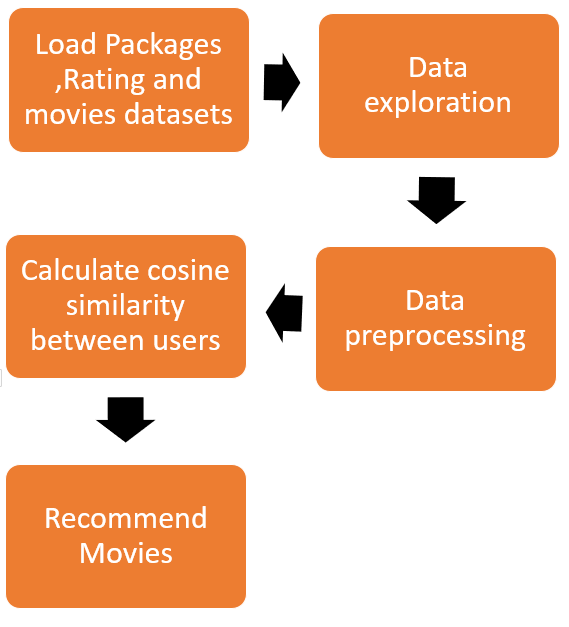 Load Packages
,Rating and
movies datasets
Data
exploration
Data
preprocessing
Calculate cosine
similarity
between users
Recommend
Movies